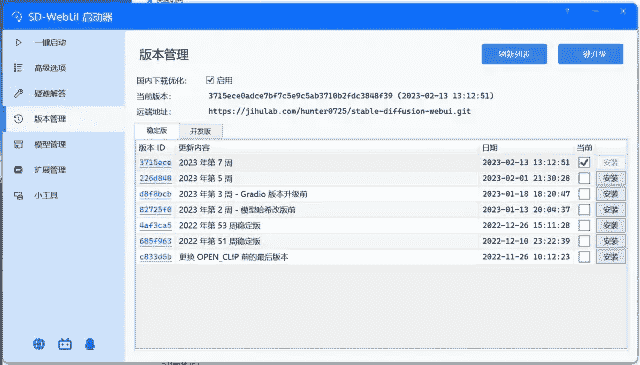 SD-WebUI 启动器
一键启动
高级选项
疑难解答
版本管理
模型管理
扩展管理
小工具
版本管理
刷新列表
一键升级
国内下载优化: 启用
当前版本: 3715ece0adce7bf7c5e9c5ab3710b2fdc3848f39 (2023-02-13 13:12:51)
远端地址: https://jihulab.com/hunter0725/stable-diffusion-webui.git
稳定版 开发版
版本 ID 更新内容 日期 当前
3715ece 2023 年第 7 周 2023-02-13 13:12:51 安装
226d840 2023 年第 5 周 2023-02-01 21:30:28 安装
d8f8bcb 2023 年第 3 周 - Gradio 版本升级前 2023-01-18 18:20:47 安装
82725f0 2023 年第 2 周 - 模型哈希改版前 2023-01-13 20:04:37 安装
4af3ca5 2022 年第 53 周稳定版 2022-12-26 15:11:28 安装
685f963 2022 年第 51 周稳定版 2022-12-10 23:22:39 安装
c833d5b 更换 OPEN_CLIP 前的最后版本 2022-11-26 10:12:23 安装